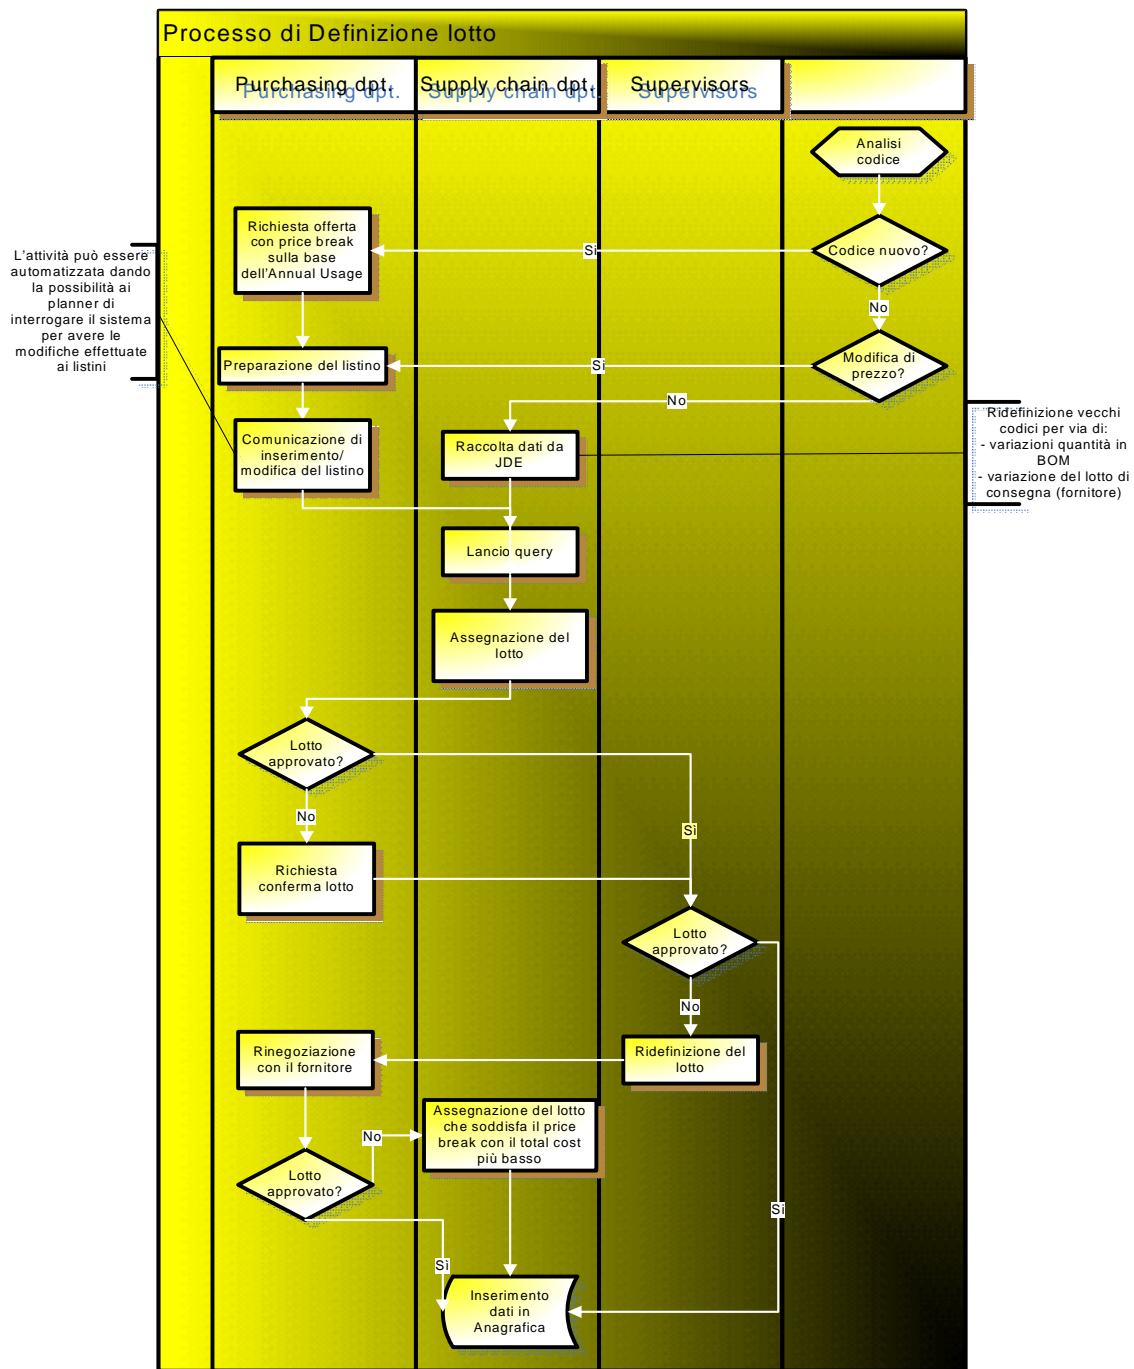 Processo di Definizione lotto
Purchasing dpt.
Supply chain dpt.
Supervisors
Analisi
codice
Richiesta offerta
con price break
sulla base
dell'Annual Usage
Si
Codice nuovo?
L'attività può essere
automatizzata dando
la possibilità ai
planner di
interrogare il sistema
per avere le
modifiche effettuate
ai listini
No
Preparazione del listino
Si
Modifica di
prezzo?
No
Comunicazione di
inserimento/
modifica del listino
Raccolta dati da
JDE
Ridefinizione vecchi
codici per via di:
- variazioni quantità in
BOM
- variazione del lotto di
consegna (fornitore)
Lancio query
Assegnazione del
lotto
Lotto
approvato?
No
Sì
Richiesta
conferma lotto
Lotto
approvato?
No
Rinegoziazione
con il fornitore
Ridefinizione del
lotto
Assegnazione del lotto
che soddisfa il price
break con il total cost
più basso
No
Lotto
approvato?
Sì
Sì
Inserimento
dati in
Anagrafica